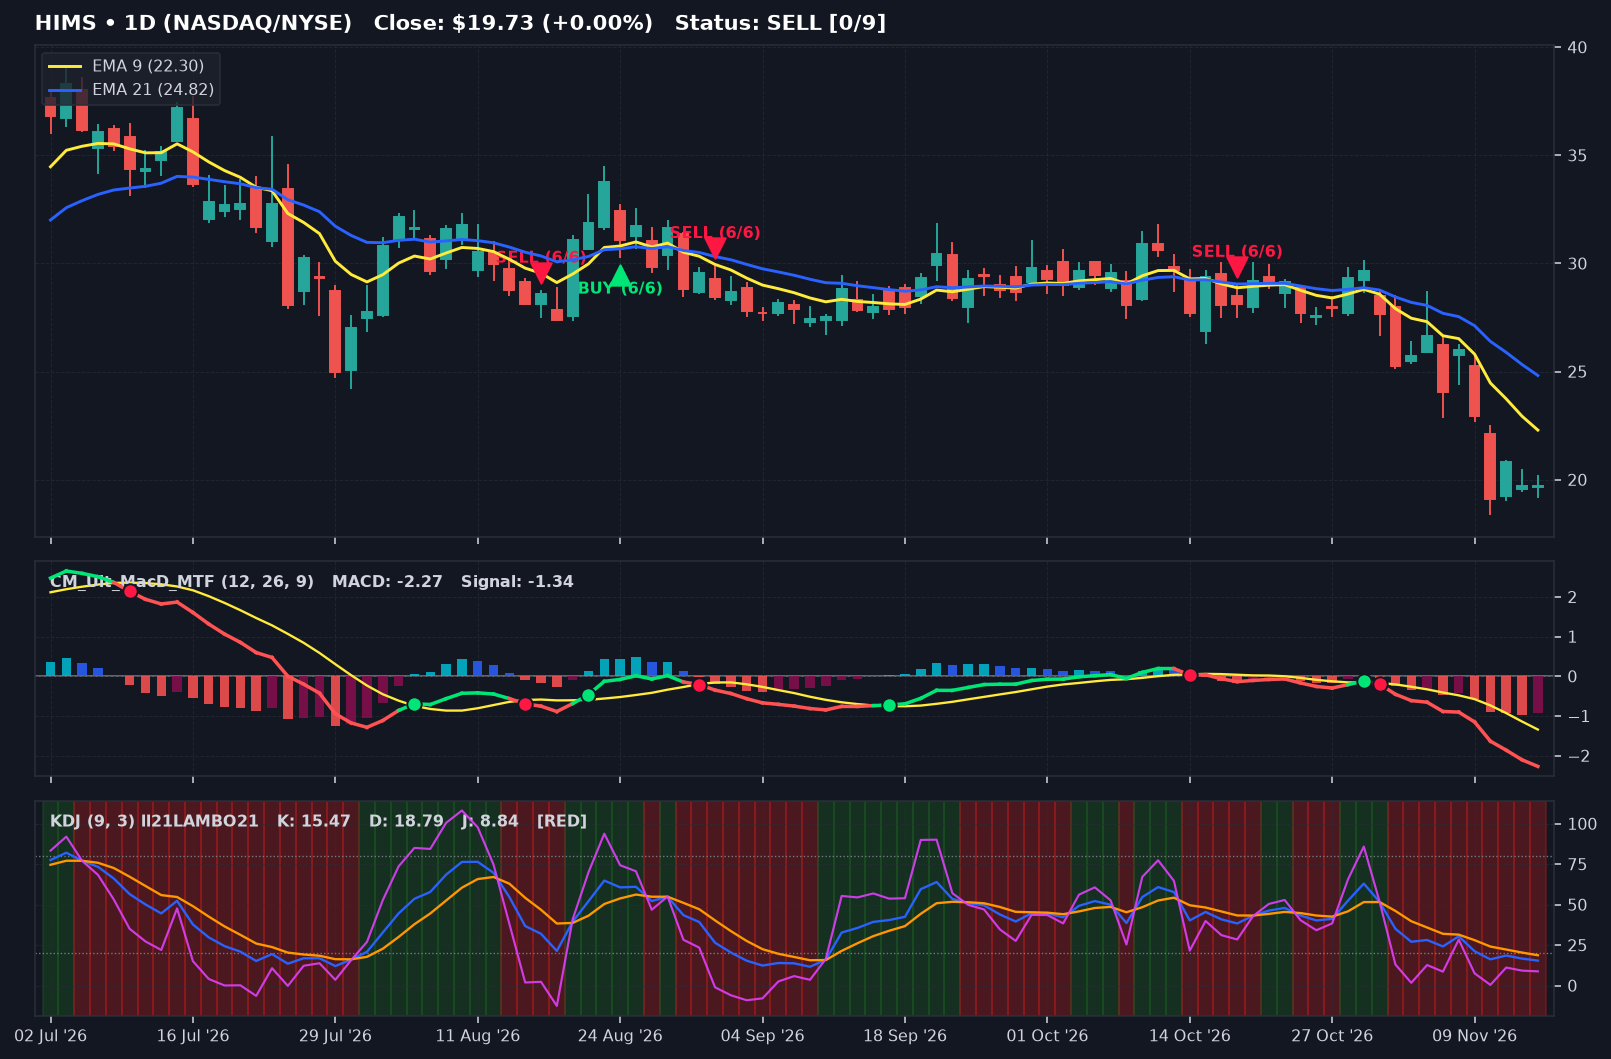 HIMS • 1D (NASDAQ/NYSE) Close: $19.73 (+0.00%) Status: SELL [0/9]
EMA 9 (22.30)
EMA 21 (24.82)
40
35
30
25
20
SELL (6/6)
BUY (6/6)
SELL (6/6)
SELL (6/6)
CM_Ult_MacD_MTF (12, 26, 9) MACD: -2.27 Signal: -1.34
2
1
0
−1
−2
KDJ (9, 3) ll21LAMBO21 K: 15.47 D: 18.79 J: 8.84 [RED]
100
75
50
25
0
02 Jul '26 16 Jul '26 29 Jul '26 11 Aug '26 24 Aug '26 04 Sep '26 18 Sep '26 01 Oct '26 14 Oct '26 27 Oct '26 09 Nov '26